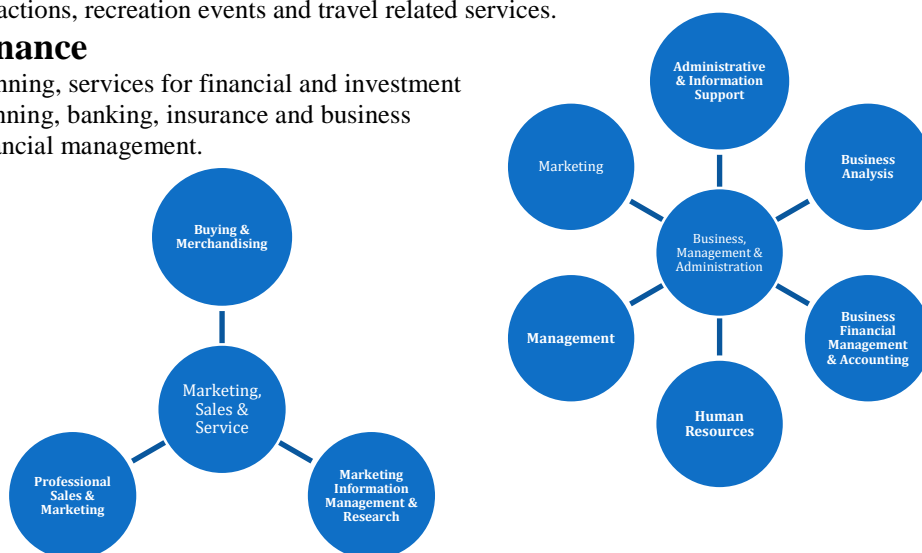 actions, recreation events and travel related services.
nance
nning, services for financial and investment
nning, banking, insurance and business
ancial management.
Buying &
Merchandising
Marketing,
Sales &
Service
Professional
Sales &
Marketing
Marketing
Information
Management &
Research
Administrative
& Information
Support
Marketing
Business
Analysis
Business,
Management &
Administration
Management
Business
Financial
Management
& Accounting
Human
Resources